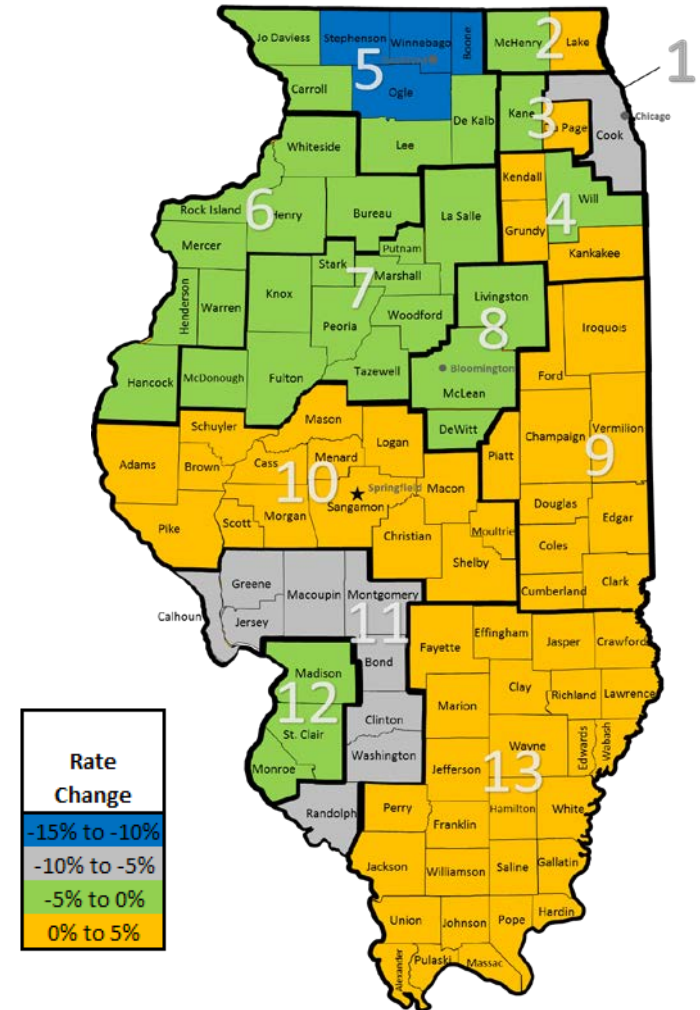 Jo Daviess
Stephenson
Winnebago
Boone
McHenry
2
Lake
1
5
Carroll
Ogle
De Kalb
Kane
3
Du Page
Cook
Chicago
Whiteside
Lee
Kendall
Will
4
Rock Island
6
Henry
Bureau
La Salle
Grundy
Kankakee
Mercer
Putnam
Stark
7
Marshall
Henderson
Warren
Knox
Peoria
Woodford
Livingston
8
Iroquois
Hancock
McDonough
Fulton
Tazewell
Bloomington
McLean
Ford
DeWitt
Mason
Schuyler
Logan
Adams
Brown
Cass
Menard
10
Piatt
Champaign
Vermilion
9
Springfield
Sangamon
Macon
Pike
Scott
Morgan
Christian
Moultrie
Douglas
Edgar
Shelby
Coles
Cumberland
Clark
Greene
Macoupin
Montgomery
Calhoun
Jersey
11
Fayette
Effingham
Jasper
Crawford
Bond
Madison
12
Clay
Richland
Lawrence
Marion
St. Clair
Clinton
Wayne
Edwards
Wabash
Washington
Monroe
Jefferson
13
Randolph
Perry
Hamilton
White
Franklin
Jackson
Williamson
Saline
Gallatin
Union
Johnson
Pope
Hardin
Alexander
Pulaski
Massac
Rate
Change
-15% to -10%
-10% to -5%
-5% to 0%
0% to 5%